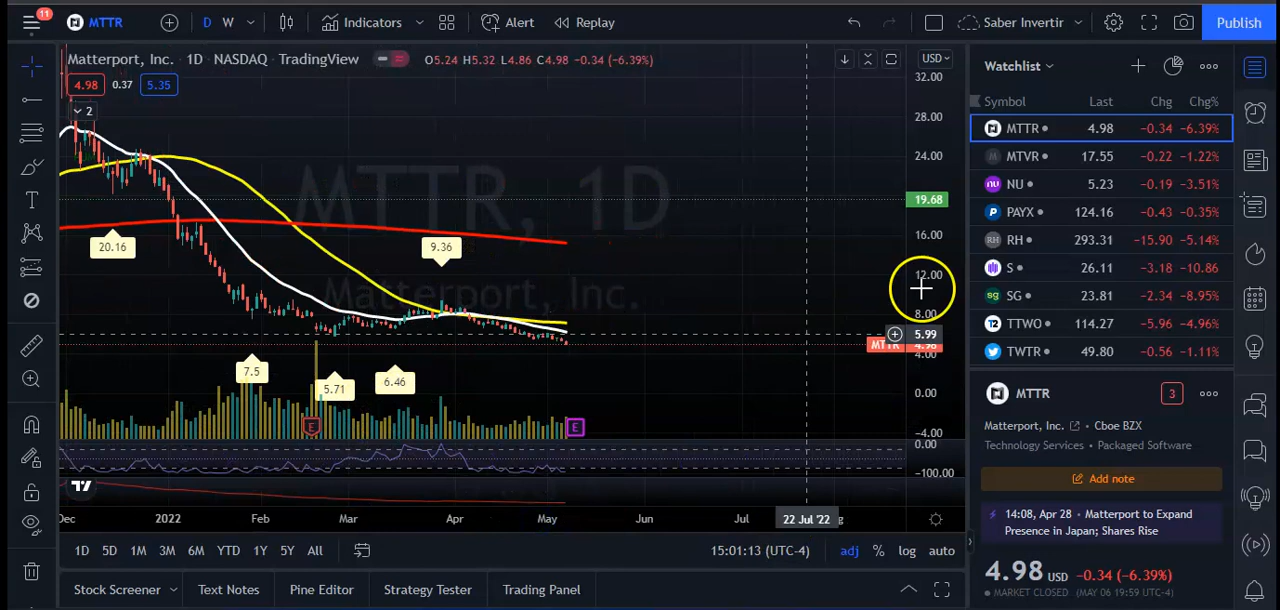 11
MTTR
D W
Indicators
Alert
Replay
Saber Invertir
Publish
Matterport, Inc. · 1D · NASDAQ · TradingView
O5.24 H5.32 L4.86 C4.98 −0.34 (−6.39%)
USD
4.98 0.37 5.35
2
MTTR, 1D
Matterport, Inc.
32.00
28.00
24.00
19.68
16.00
12.00
8.00
5.99
MTTR 4.98
4.00
0.00
−4.00
0.00
−100.00
20.16
9.36
7.5
5.71
6.46
E
E
Dec 2022 Feb Mar Apr May Jun Jul 22 Jul '22
1D 5D 1M 3M 6M YTD 1Y 5Y All
15:01:13 (UTC-4) adj % log auto
Stock Screener Text Notes Pine Editor Strategy Tester Trading Panel
Watchlist
Symbol Last Chg Chg%
MTTR 4.98 −0.34 −6.39%
MTVR 17.55 −0.22 −1.22%
NU 5.23 −0.19 −3.51%
PAYX 124.16 −0.43 −0.35%
RH 293.31 −15.90 −5.14%
S 26.11 −3.18 −10.86
SG 23.81 −2.34 −8.95%
TTWO 114.27 −5.96 −4.96%
TWTR 49.80 −0.56 −1.11%
MTTR 3
Matterport, Inc. · Cboe BZX
Technology Services · Packaged Software
Add note
14:08, Apr 28 · Matterport to Expand
Presence in Japan; Shares Rise
4.98 USD −0.34 (−6.39%)
MARKET CLOSED (MAY 06 19:59 UTC-4)